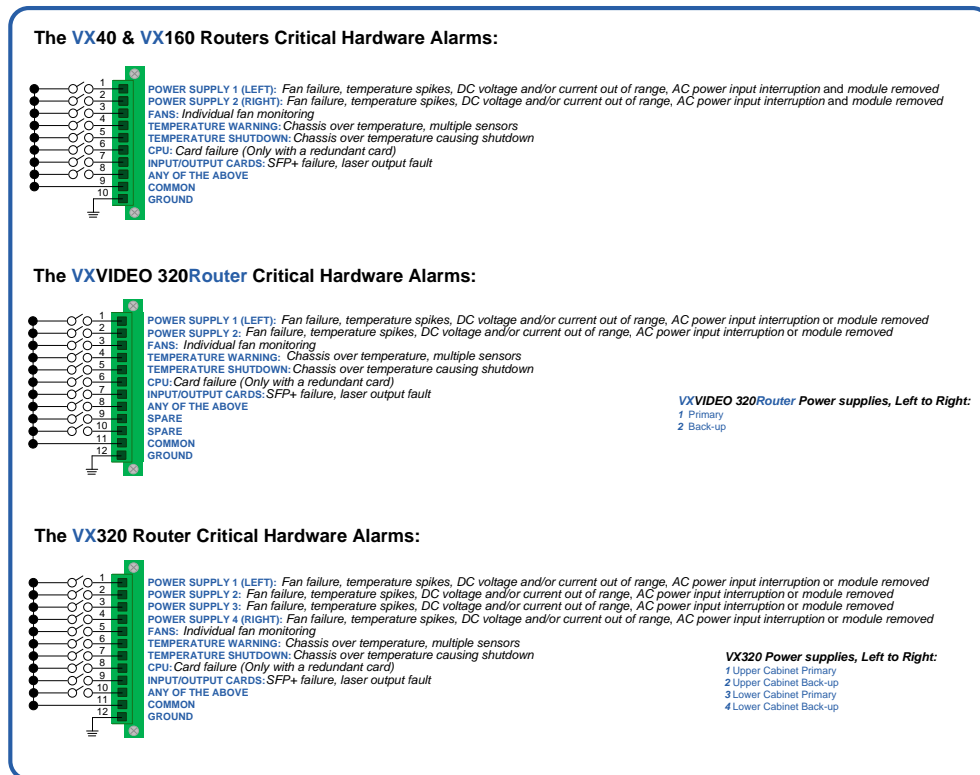 The VX40 & VX160 Routers Critical Hardware Alarms:
1 POWER SUPPLY 1 (LEFT): Fan failure, temperature spikes, DC voltage and/or current out of range, AC power input interruption and module removed
2 POWER SUPPLY 2 (RIGHT): Fan failure, temperature spikes, DC voltage and/or current out of range, AC power input interruption and module removed
3 FANS: Individual fan monitoring
4 TEMPERATURE WARNING: Chassis over temperature, multiple sensors
5 TEMPERATURE SHUTDOWN: Chassis over temperature causing shutdown
6 CPU: Card failure (Only with a redundant card)
7 INPUT/OUTPUT CARDS: SFP+ failure, laser output fault
8 ANY OF THE ABOVE
9 COMMON
10 GROUND
The VXVIDEO 320Router Critical Hardware Alarms:
1 POWER SUPPLY 1 (LEFT): Fan failure, temperature spikes, DC voltage and/or current out of range, AC power input interruption or module removed
2 POWER SUPPLY 2: Fan failure, temperature spikes, DC voltage and/or current out of range, AC power input interruption or module removed
3 FANS: Individual fan monitoring
4 TEMPERATURE WARNING: Chassis over temperature, multiple sensors
5 TEMPERATURE SHUTDOWN: Chassis over temperature causing shutdown
6 CPU: Card failure (Only with a redundant card)
7 INPUT/OUTPUT CARDS: SFP+ failure, laser output fault
8 ANY OF THE ABOVE
9 SPARE
10 SPARE
11 COMMON
12 GROUND
VXVIDEO 320Router Power supplies, Left to Right:
1 Primary
2 Back-up
The VX320 Router Critical Hardware Alarms:
1 POWER SUPPLY 1 (LEFT): Fan failure, temperature spikes, DC voltage and/or current out of range, AC power input interruption or module removed
2 POWER SUPPLY 2: Fan failure, temperature spikes, DC voltage and/or current out of range, AC power input interruption or module removed
3 POWER SUPPLY 3: Fan failure, temperature spikes, DC voltage and/or current out of range, AC power input interruption or module removed
4 POWER SUPPLY 4 (RIGHT): Fan failure, temperature spikes, DC voltage and/or current out of range, AC power input interruption or module removed
5 FANS: Individual fan monitoring
6 TEMPERATURE WARNING: Chassis over temperature, multiple sensors
7 TEMPERATURE SHUTDOWN: Chassis over temperature causing shutdown
8 CPU: Card failure (Only with a redundant card)
9 INPUT/OUTPUT CARDS: SFP+ failure, laser output fault
10 ANY OF THE ABOVE
11 COMMON
12 GROUND
VX320 Power supplies, Left to Right:
1 Upper Cabinet Primary
2 Upper Cabinet Back-up
3 Lower Cabinet Primary
4 Lower Cabinet Back-up